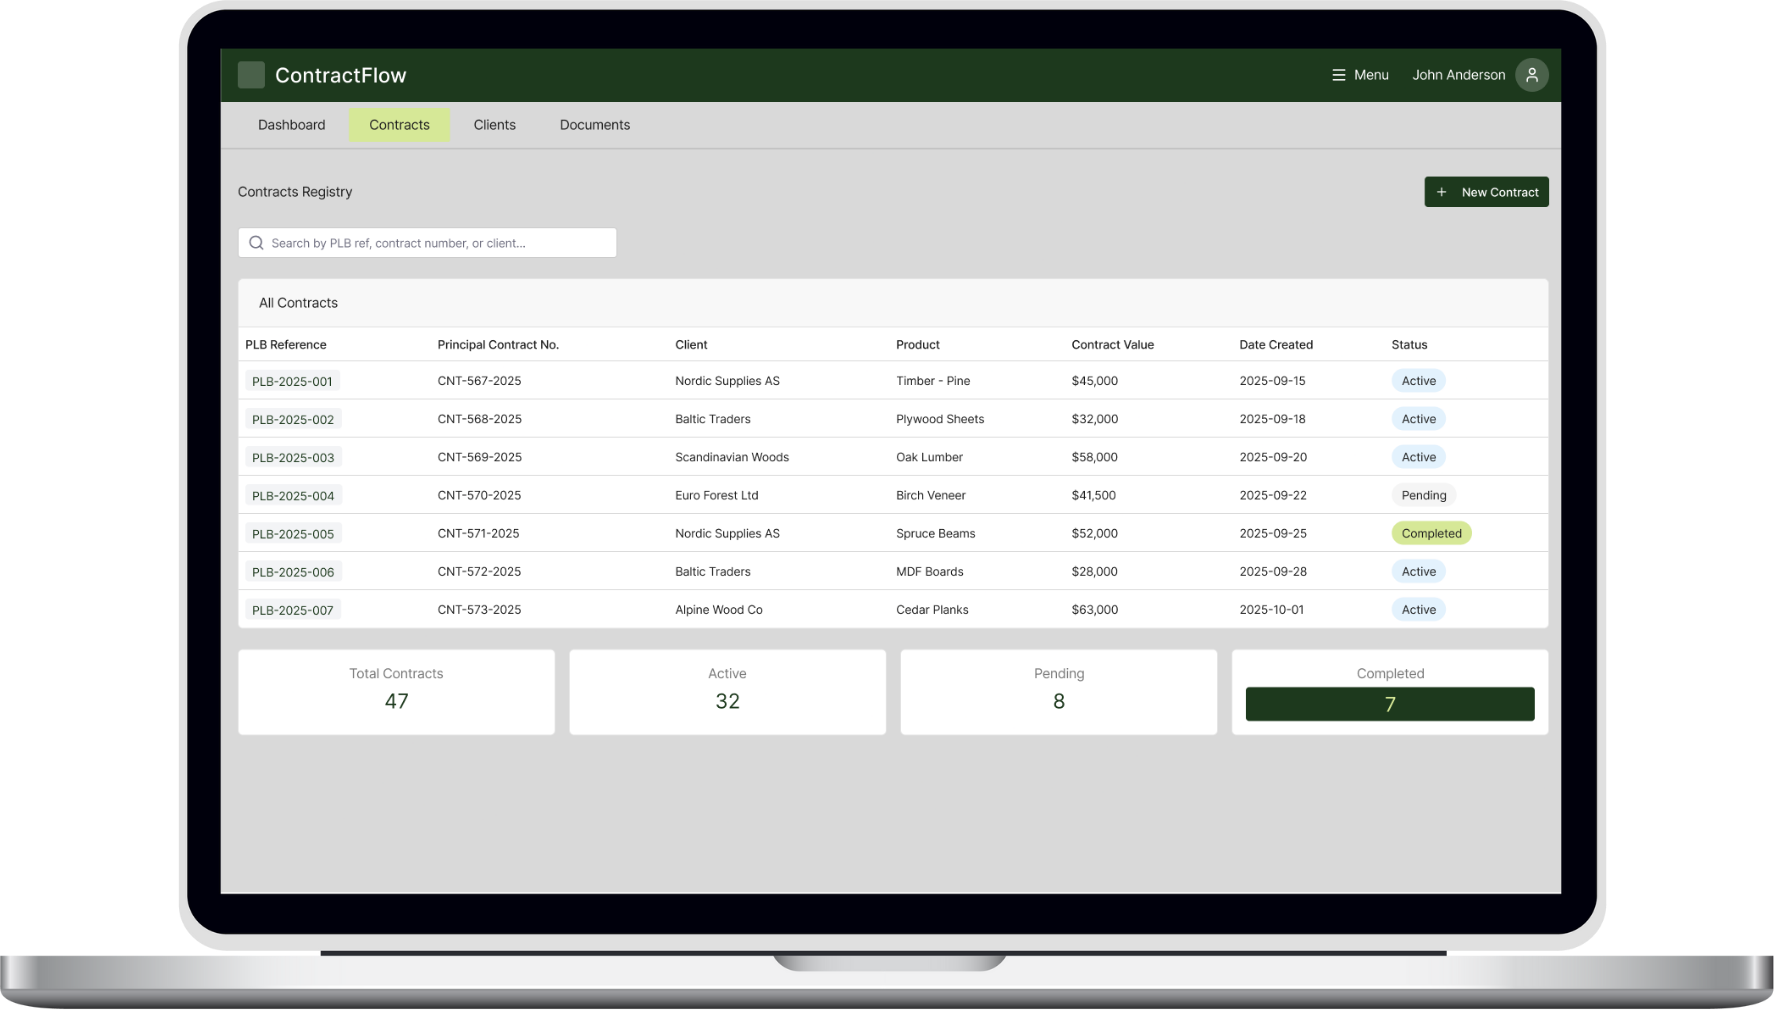 ContractFlow
Menu John Anderson
Dashboard Contracts Clients Documents
Contracts Registry
+ New Contract
Search by PLB ref, contract number, or client...
All Contracts
PLB Reference Principal Contract No. Client Product Contract Value Date Created Status
PLB-2025-001 CNT-567-2025 Nordic Supplies AS Timber - Pine $45,000 2025-09-15 Active
PLB-2025-002 CNT-568-2025 Baltic Traders Plywood Sheets $32,000 2025-09-18 Active
PLB-2025-003 CNT-569-2025 Scandinavian Woods Oak Lumber $58,000 2025-09-20 Active
PLB-2025-004 CNT-570-2025 Euro Forest Ltd Birch Veneer $41,500 2025-09-22 Pending
PLB-2025-005 CNT-571-2025 Nordic Supplies AS Spruce Beams $52,000 2025-09-25 Completed
PLB-2025-006 CNT-572-2025 Baltic Traders MDF Boards $28,000 2025-09-28 Active
PLB-2025-007 CNT-573-2025 Alpine Wood Co Cedar Planks $63,000 2025-10-01 Active
Total Contracts Active Pending Completed
47 32 8 7